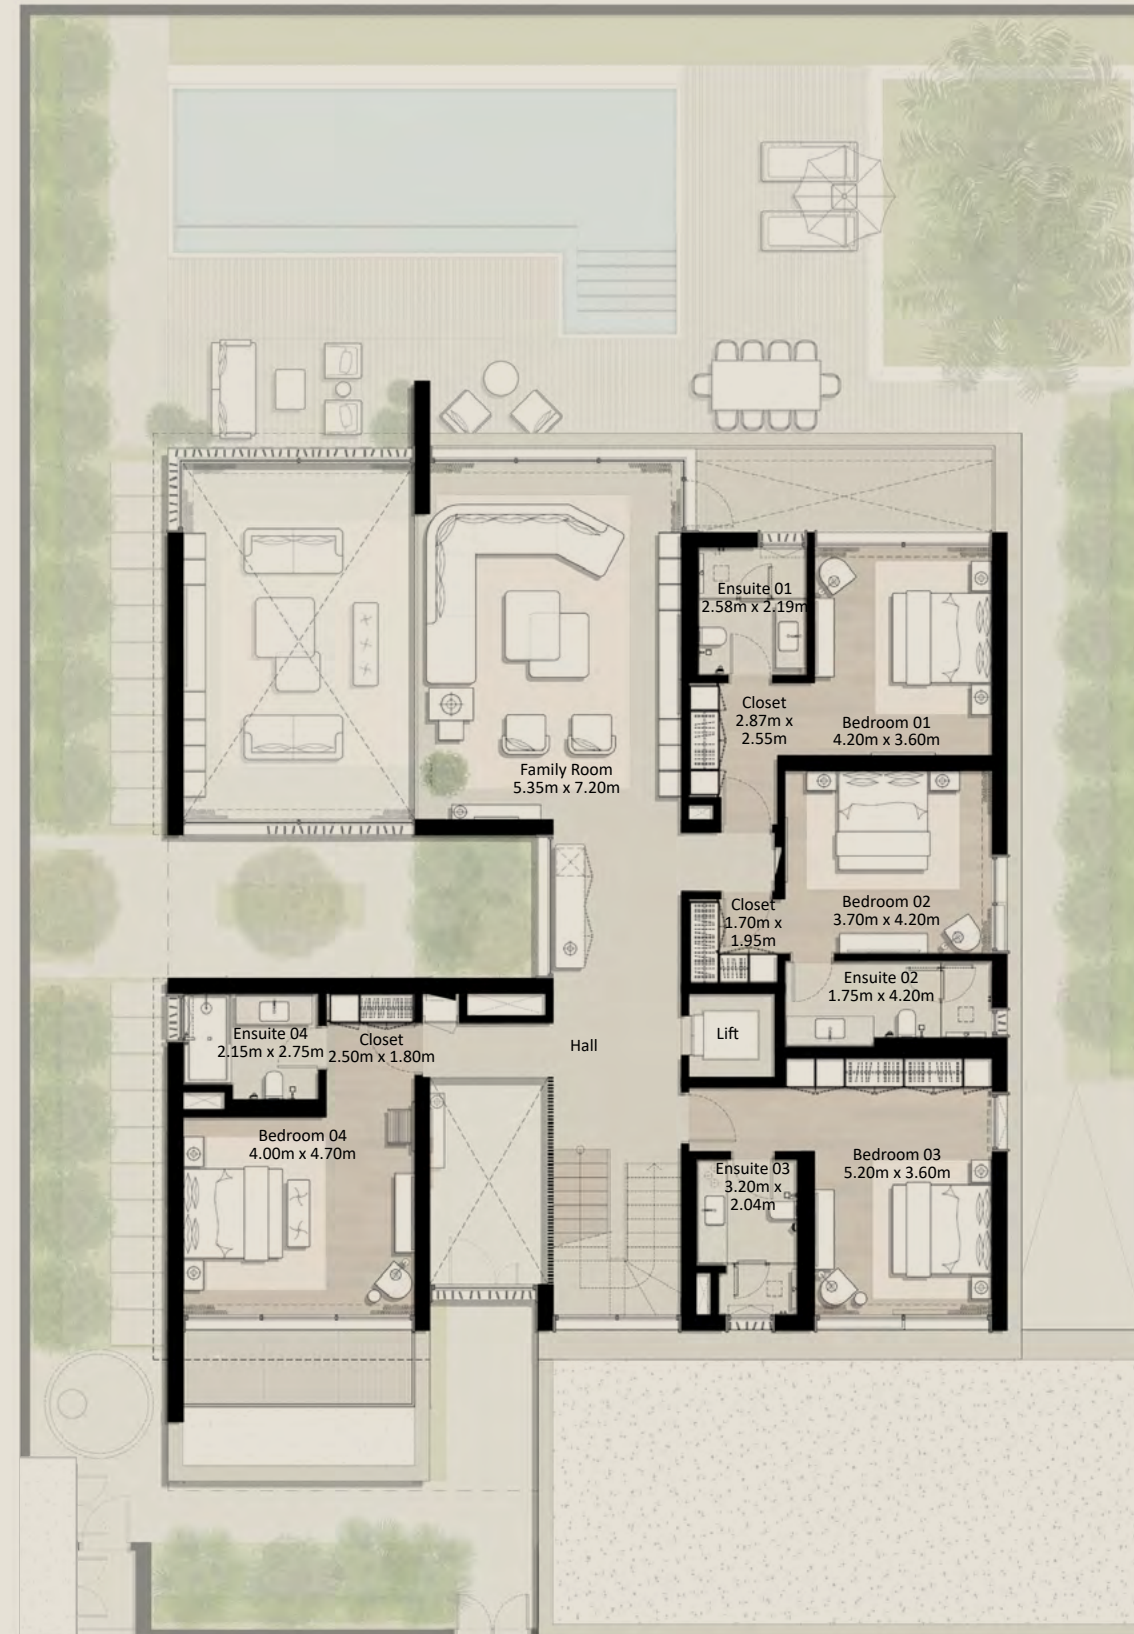 Ensuite 01
2.58m x 2.19m
Closet
2.87m x
2.55m
Bedroom 01
4.20m x 3.60m
Family Room
5.35m x 7.20m
Closet
1.70m x
1.95m
Bedroom 02
3.70m x 4.20m
Ensuite 02
1.75m x 4.20m
Ensuite 04
2.15m x 2.75m
Closet
2.50m x 1.80m
Hall
Lift
Bedroom 04
4.00m x 4.70m
Ensuite 03
3.20m x
2.04m
Bedroom 03
5.20m x 3.60m